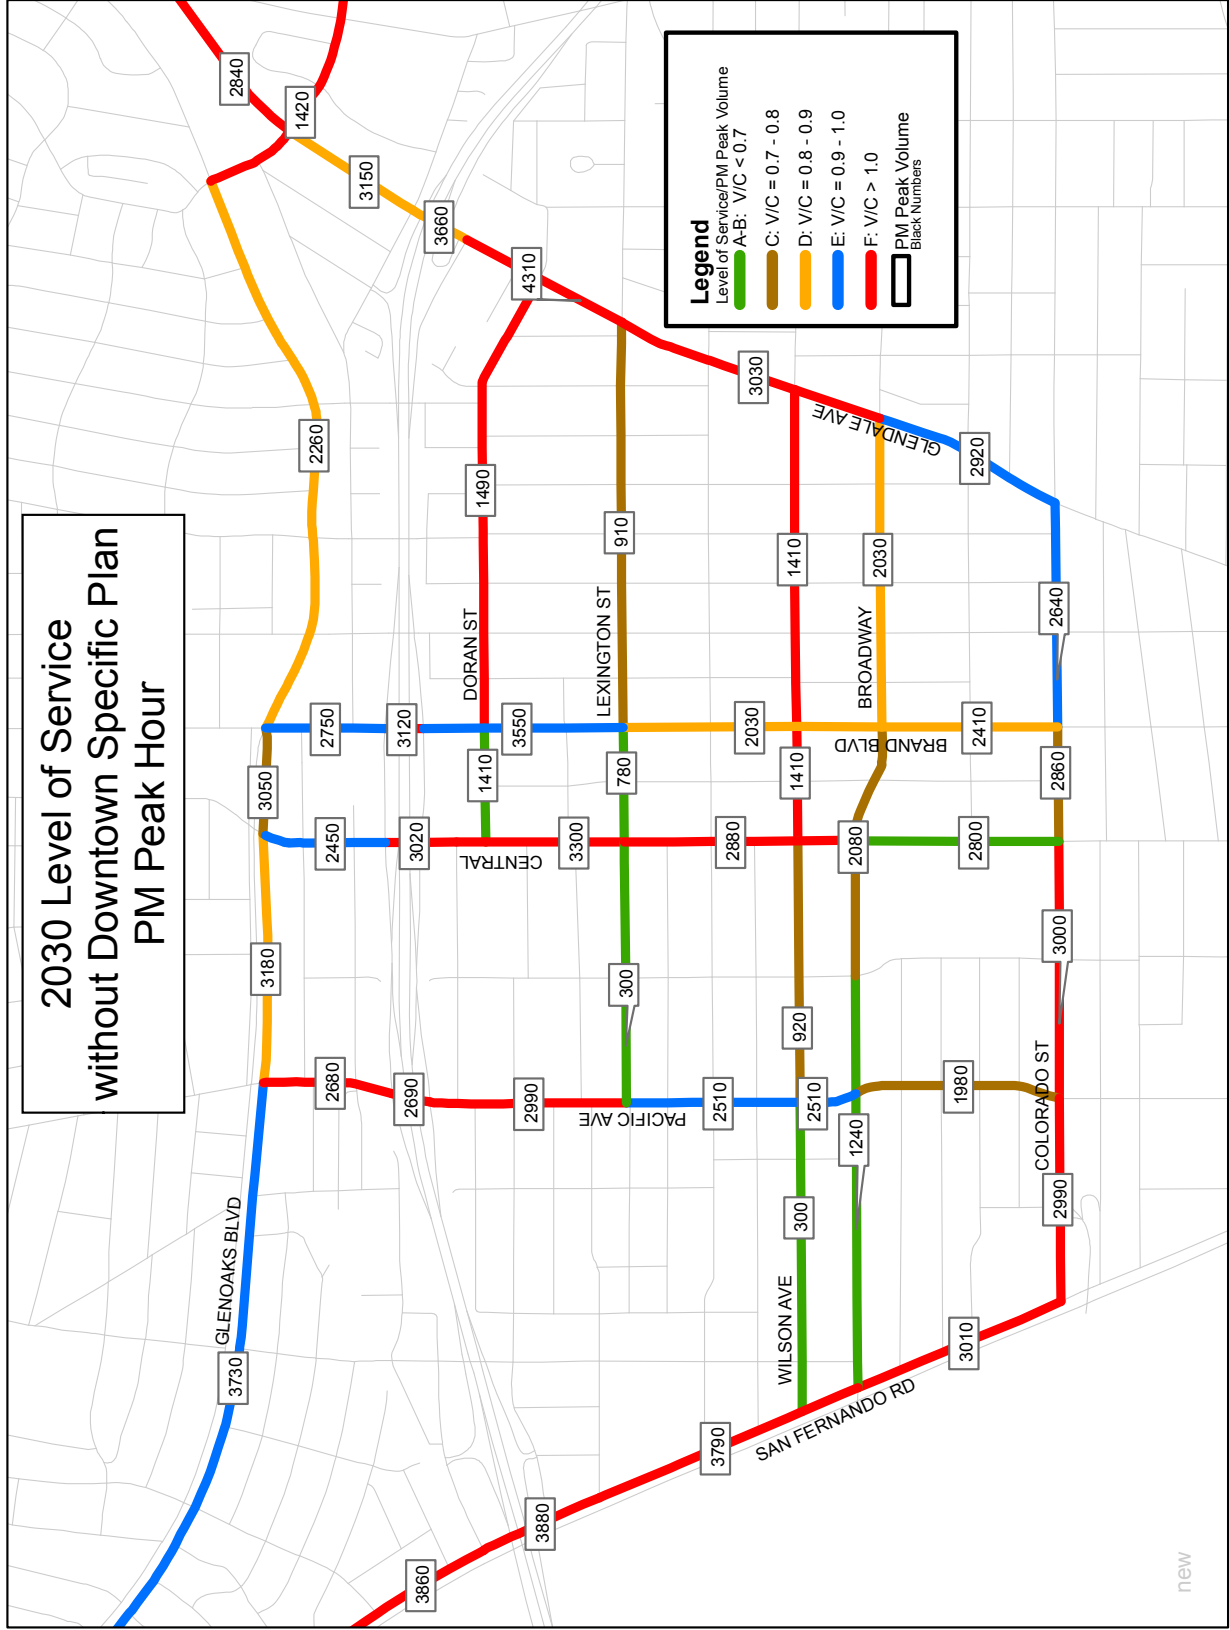 2030 Level of Service
without Downtown Specific Plan
PM Peak Hour
Legend
Level of Service/PM Peak Volume
A-B: V/C < 0.7
C: V/C = 0.7 - 0.8
D: V/C = 0.8 - 0.9
E: V/C = 0.9 - 1.0
F: V/C > 1.0
PM Peak Volume
Black Numbers
GLENOAKS BLVD
3730
3180
3050
2260
2840
1420
3150
3660
4310
3030
GLENDALE AVE
2920
2680
2690
2990
PACIFIC AVE
2510
2510
1980
2450
3020
CENTRAL
3300
2880
2080
2800
2750
3120
3550
2030
BRAND BLVD
2410
DORAN ST
1410
1490
LEXINGTON ST
300
780
910
WILSON AVE
300
920
1410
1410
BROADWAY
1240
2030
COLORADO ST
2990
3000
2860
2640
3860
3880
3790
SAN FERNANDO RD
3010
new